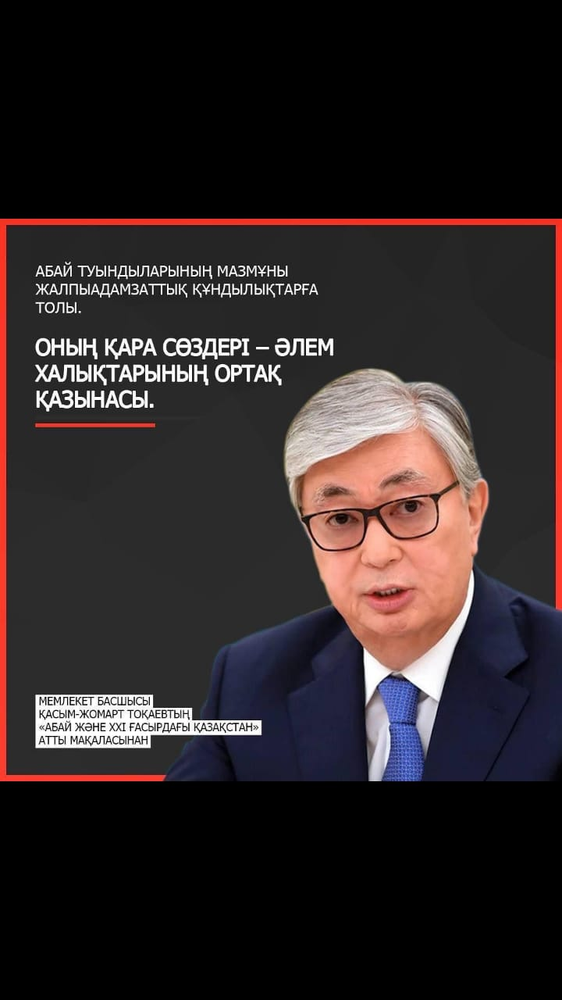 АБАЙ ТУЫНДЫЛАРЫНЫҢ МАЗМҰНЫ
ЖАЛПЫАДАМЗАТТЫҚ ҚҰНДЫЛЫҚТАРҒА
ТОЛЫ.
ОНЫҢ ҚАРА СӨЗДЕРІ – ӘЛЕМ
ХАЛЫҚТАРЫНЫҢ ОРТАҚ
ҚАЗЫНАСЫ.
МЕМЛЕКЕТ БАСШЫСЫ
ҚАСЫМ-ЖОМАРТ ТОҚАЕВТЫҢ
«АБАЙ ЖӘНЕ XXI ҒАСЫРДАҒЫ ҚАЗАҚСТАН»
АТТЫ МАҚАЛАСЫНАН